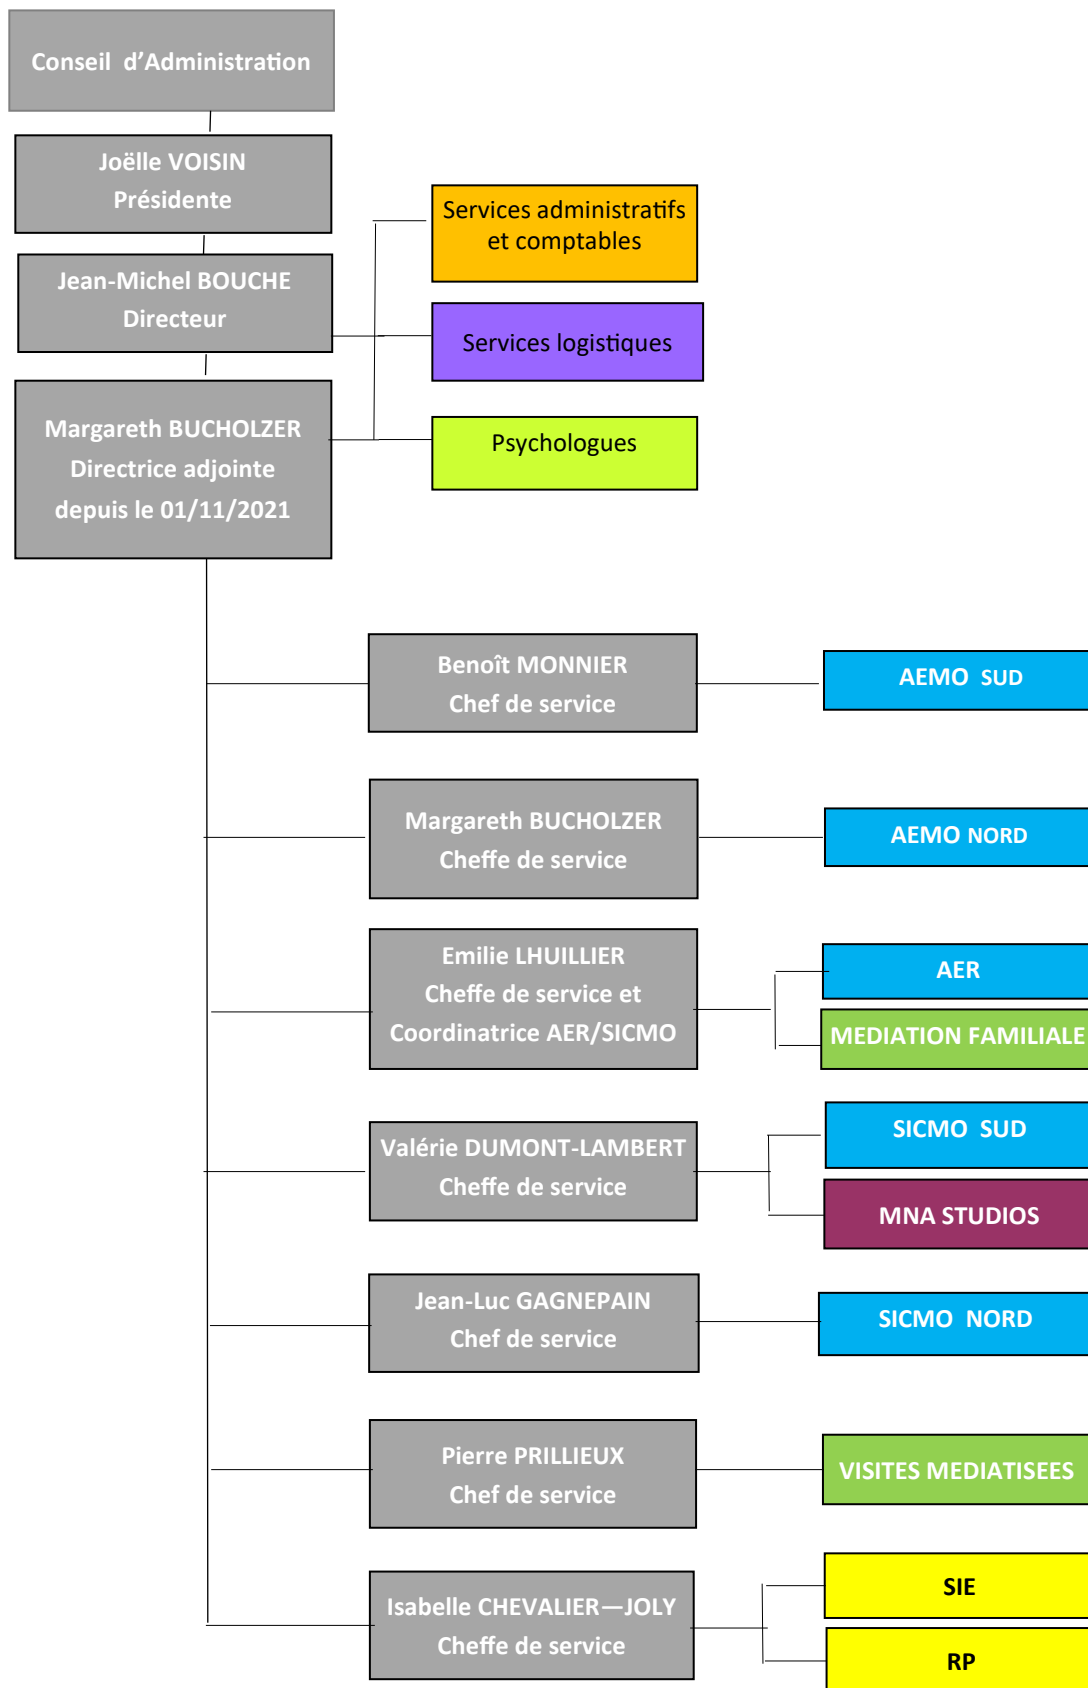 Conseil d’Administration
Joëlle VOISIN
Présidente
Jean-Michel BOUCHE
Directeur
Margareth BUCHOLZER
Directrice adjointe
depuis le 01/11/2021
Services administratifs
et comptables
Services logistiques
Psychologues
Benoît MONNIER
Chef de service
AEMO SUD
Margareth BUCHOLZER
Cheffe de service
AEMO NORD
Emilie LHUILLIER
Cheffe de service et
Coordinatrice AER/SICMO
AER
MEDIATION FAMILIALE
Valérie DUMONT-LAMBERT
Cheffe de service
SICMO SUD
MNA STUDIOS
Jean-Luc GAGNEPAIN
Chef de service
SICMO NORD
Pierre PRILLIEUX
Chef de service
VISITES MEDIATISEES
Isabelle CHEVALIER—JOLY
Cheffe de service
SIE
RP